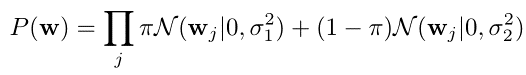 P(𝐰) = ∏_j π𝒩(𝐰_j|0, σ_1^2) + (1 − π)𝒩(𝐰_j|0, σ_2^2)